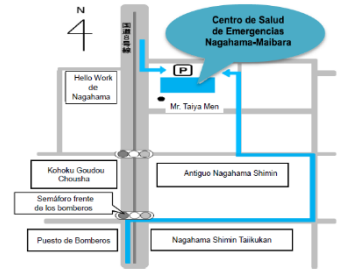 N
Centro de Salud
de Emergencias
Nagahama-Maibara
P
Hello Work
de
Nagahama
Mr. Taiya Men
Kohoku Goudou
Chousha
Antiguo Nagahama Shimin
Semáforo frente
de los bomberos
Puesto de Bomberos
Nagahama Shimin Taiikukan